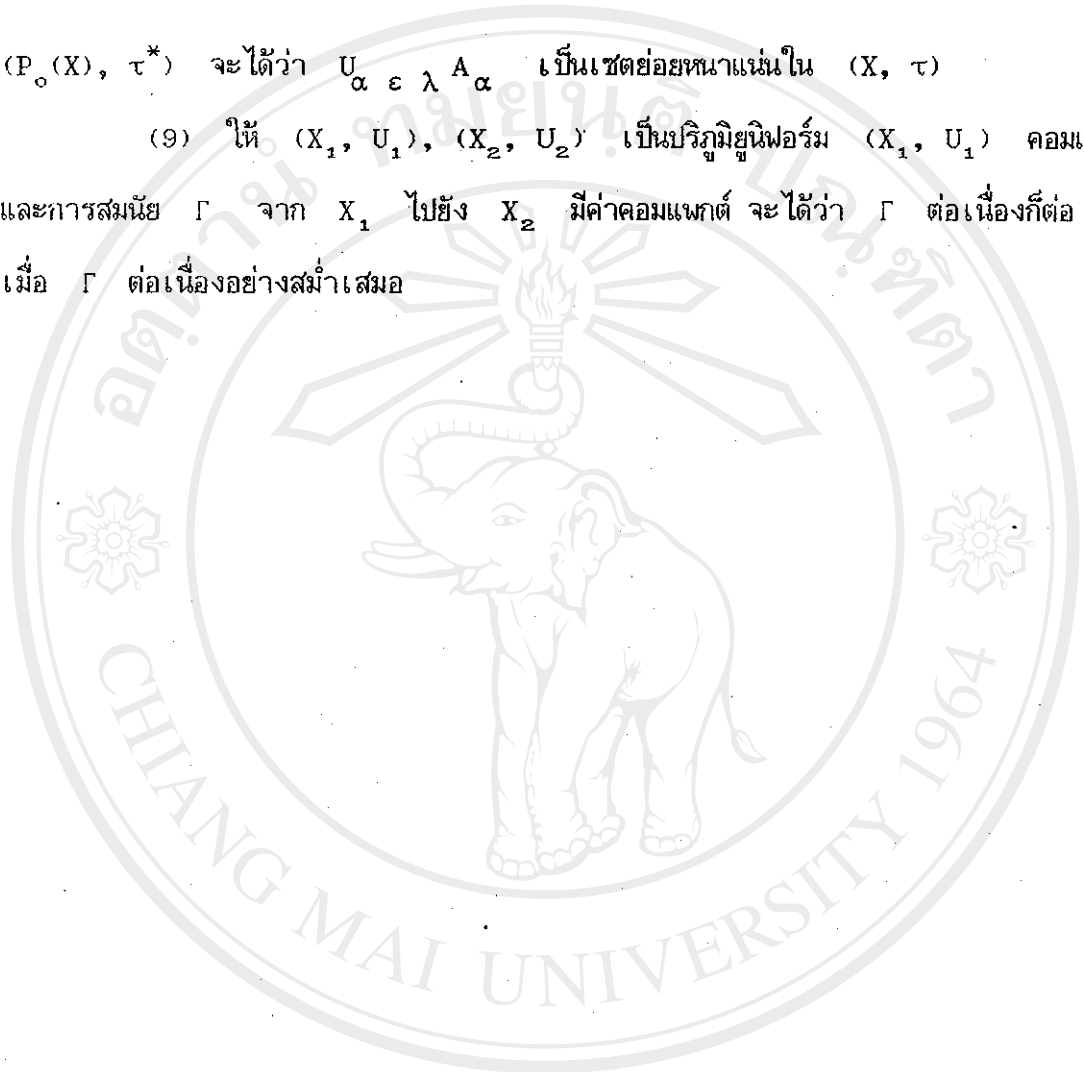 (P₀(X), τ*) จะได้ว่า U_{α ε λ} A_α เป็นเซตย่อยหนาแน่นใน (X, τ)
(9) ให้ (X₁, U₁), (X₂, U₂) เป็นปริภูมิยูนิฟอร์ม (X₁, U₁) คอมแ
และการสมนัย Γ จาก X₁ ไปยัง X₂ มีค่าคอมแพกต์ จะได้ว่า Γ ต่อเนื่องก็ต่อ
เมื่อ Γ ต่อเนื่องอย่างสม่ำเสมอ
CHIANG MAI UNIVERSITY 1964